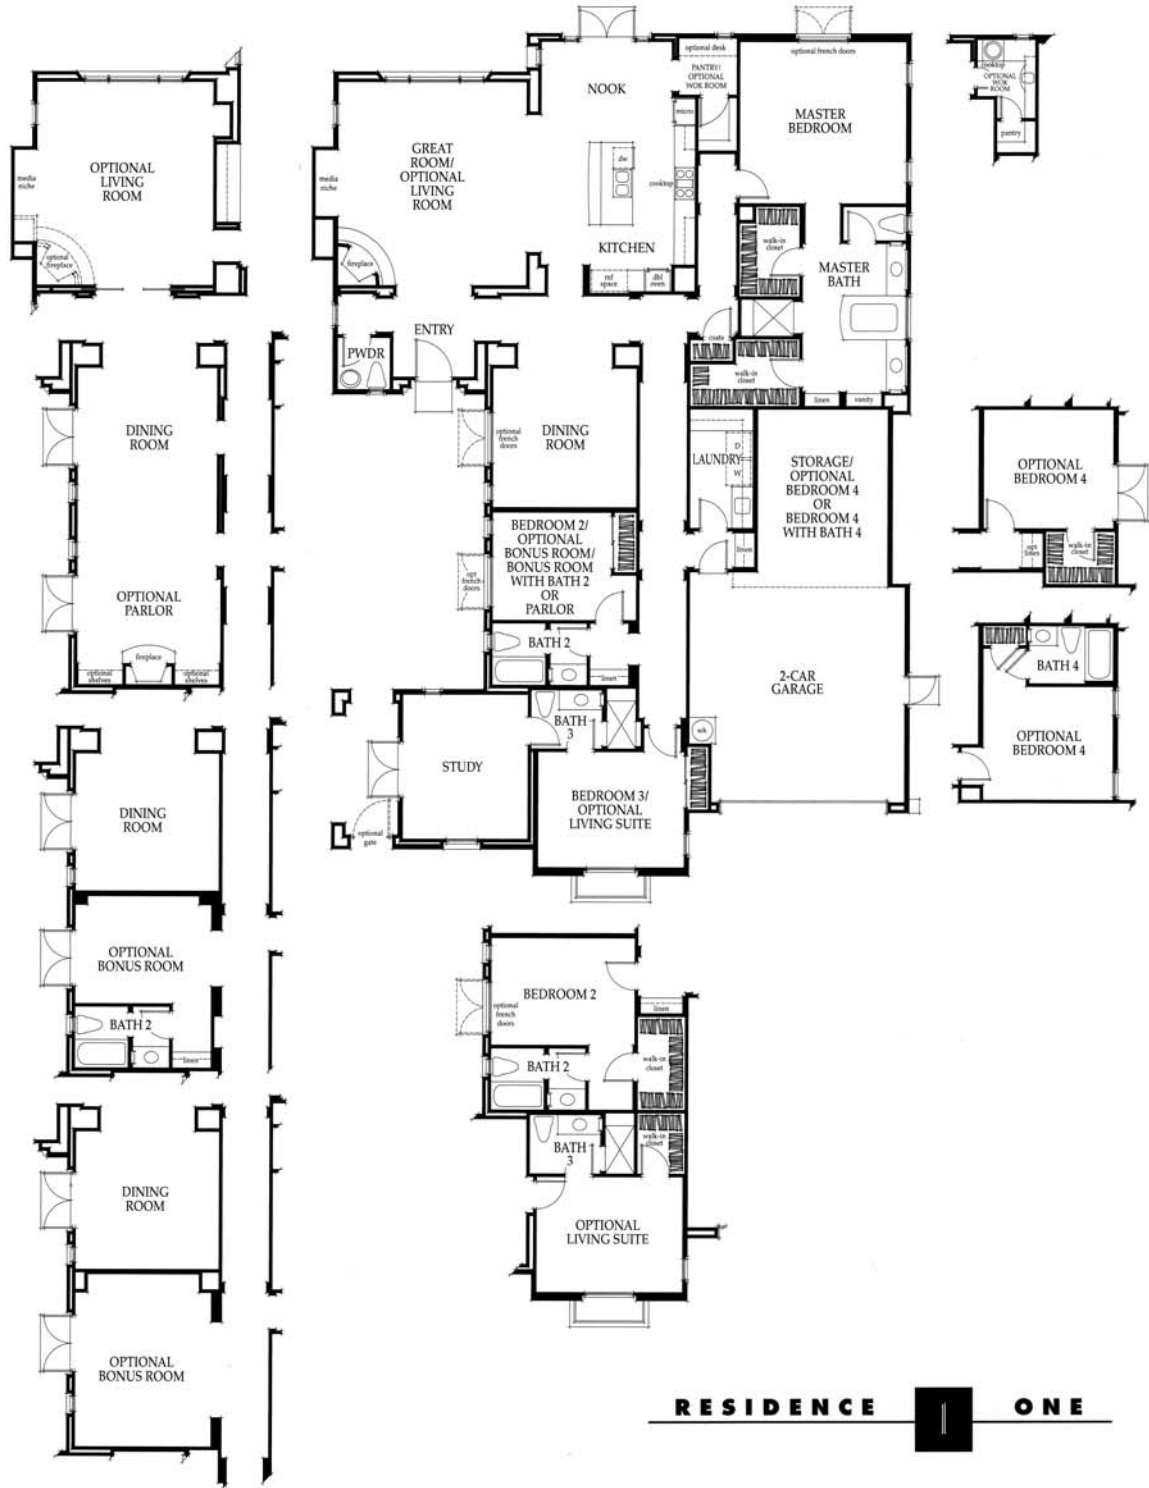 OPTIONAL
LIVING
ROOM
media
niche
optional
fireplace
GREAT
ROOM/
OPTIONAL
LIVING
ROOM
media
niche
fireplace
NOOK
optional desk
PANTRY/
OPTIONAL
WOK ROOM
micro
dw
cooktop
KITCHEN
ref
space
dbl
oven
optional french doors
MASTER
BEDROOM
walk-in
closet
MASTER
BATH
coats
walk-in
closet
linen
vanity
cooktop
OPTIONAL
WOK
ROOM
pantry
PWDR
ENTRY
DINING
ROOM
OPTIONAL
PARLOR
fireplace
optional
shelves
optional
shelves
optional
french
doors
DINING
ROOM
LAUNDRY
D
W
linen
STORAGE/
OPTIONAL
BEDROOM 4
OR
BEDROOM 4
WITH BATH 4
OPTIONAL
BEDROOM 4
opt
linen
walk-in
closet
BEDROOM 2/
OPTIONAL
BONUS ROOM/
BONUS ROOM
WITH BATH 2
OR
PARLOR
opt
french
doors
BATH 2
linen
2-CAR
GARAGE
wh
BATH 4
OPTIONAL
BEDROOM 4
BATH
3
STUDY
optional
gate
BEDROOM 3/
OPTIONAL
LIVING SUITE
DINING
ROOM
OPTIONAL
BONUS ROOM
BATH 2
linen
BEDROOM 2
optional
french
doors
linen
BATH 2
walk-in
closet
BATH
3
walk-in
closet
OPTIONAL
LIVING SUITE
DINING
ROOM
OPTIONAL
BONUS ROOM
RESIDENCE 1 ONE